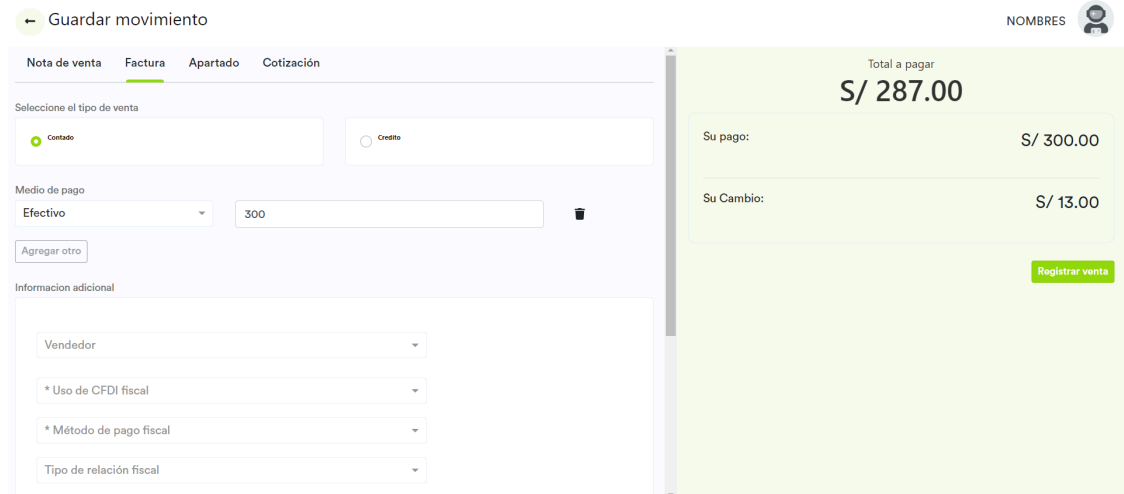 Guardar movimiento
NOMBRES
Nota de venta Factura Apartado Cotización
Seleccione el tipo de venta
Contado
Credito
Medio de pago
Efectivo
300
Agregar otro
Informacion adicional
Vendedor
* Uso de CFDI fiscal
* Método de pago fiscal
Tipo de relación fiscal
Total a pagar
S/ 287.00
Su pago: S/ 300.00
Su Cambio: S/ 13.00
Registrar venta